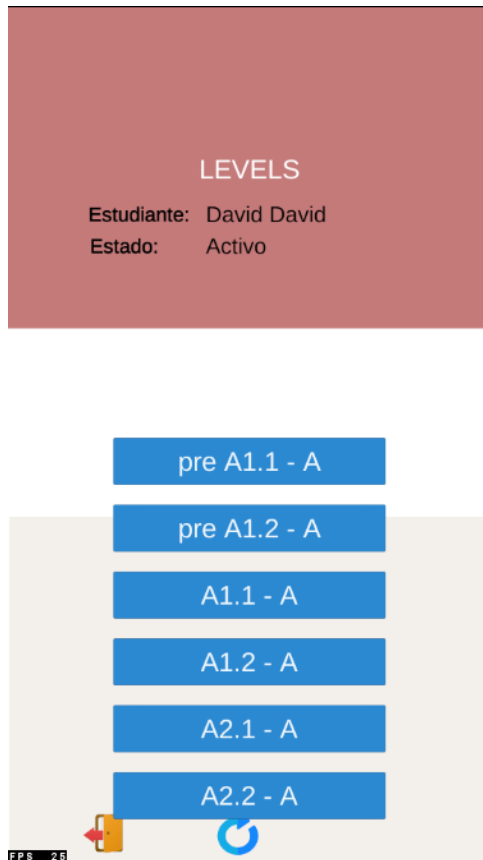 LEVELS
Estudiante: David David
Estado: Activo
pre A1.1 - A
pre A1.2 - A
A1.1 - A
A1.2 - A
A2.1 - A
A2.2 - A
FPS 25